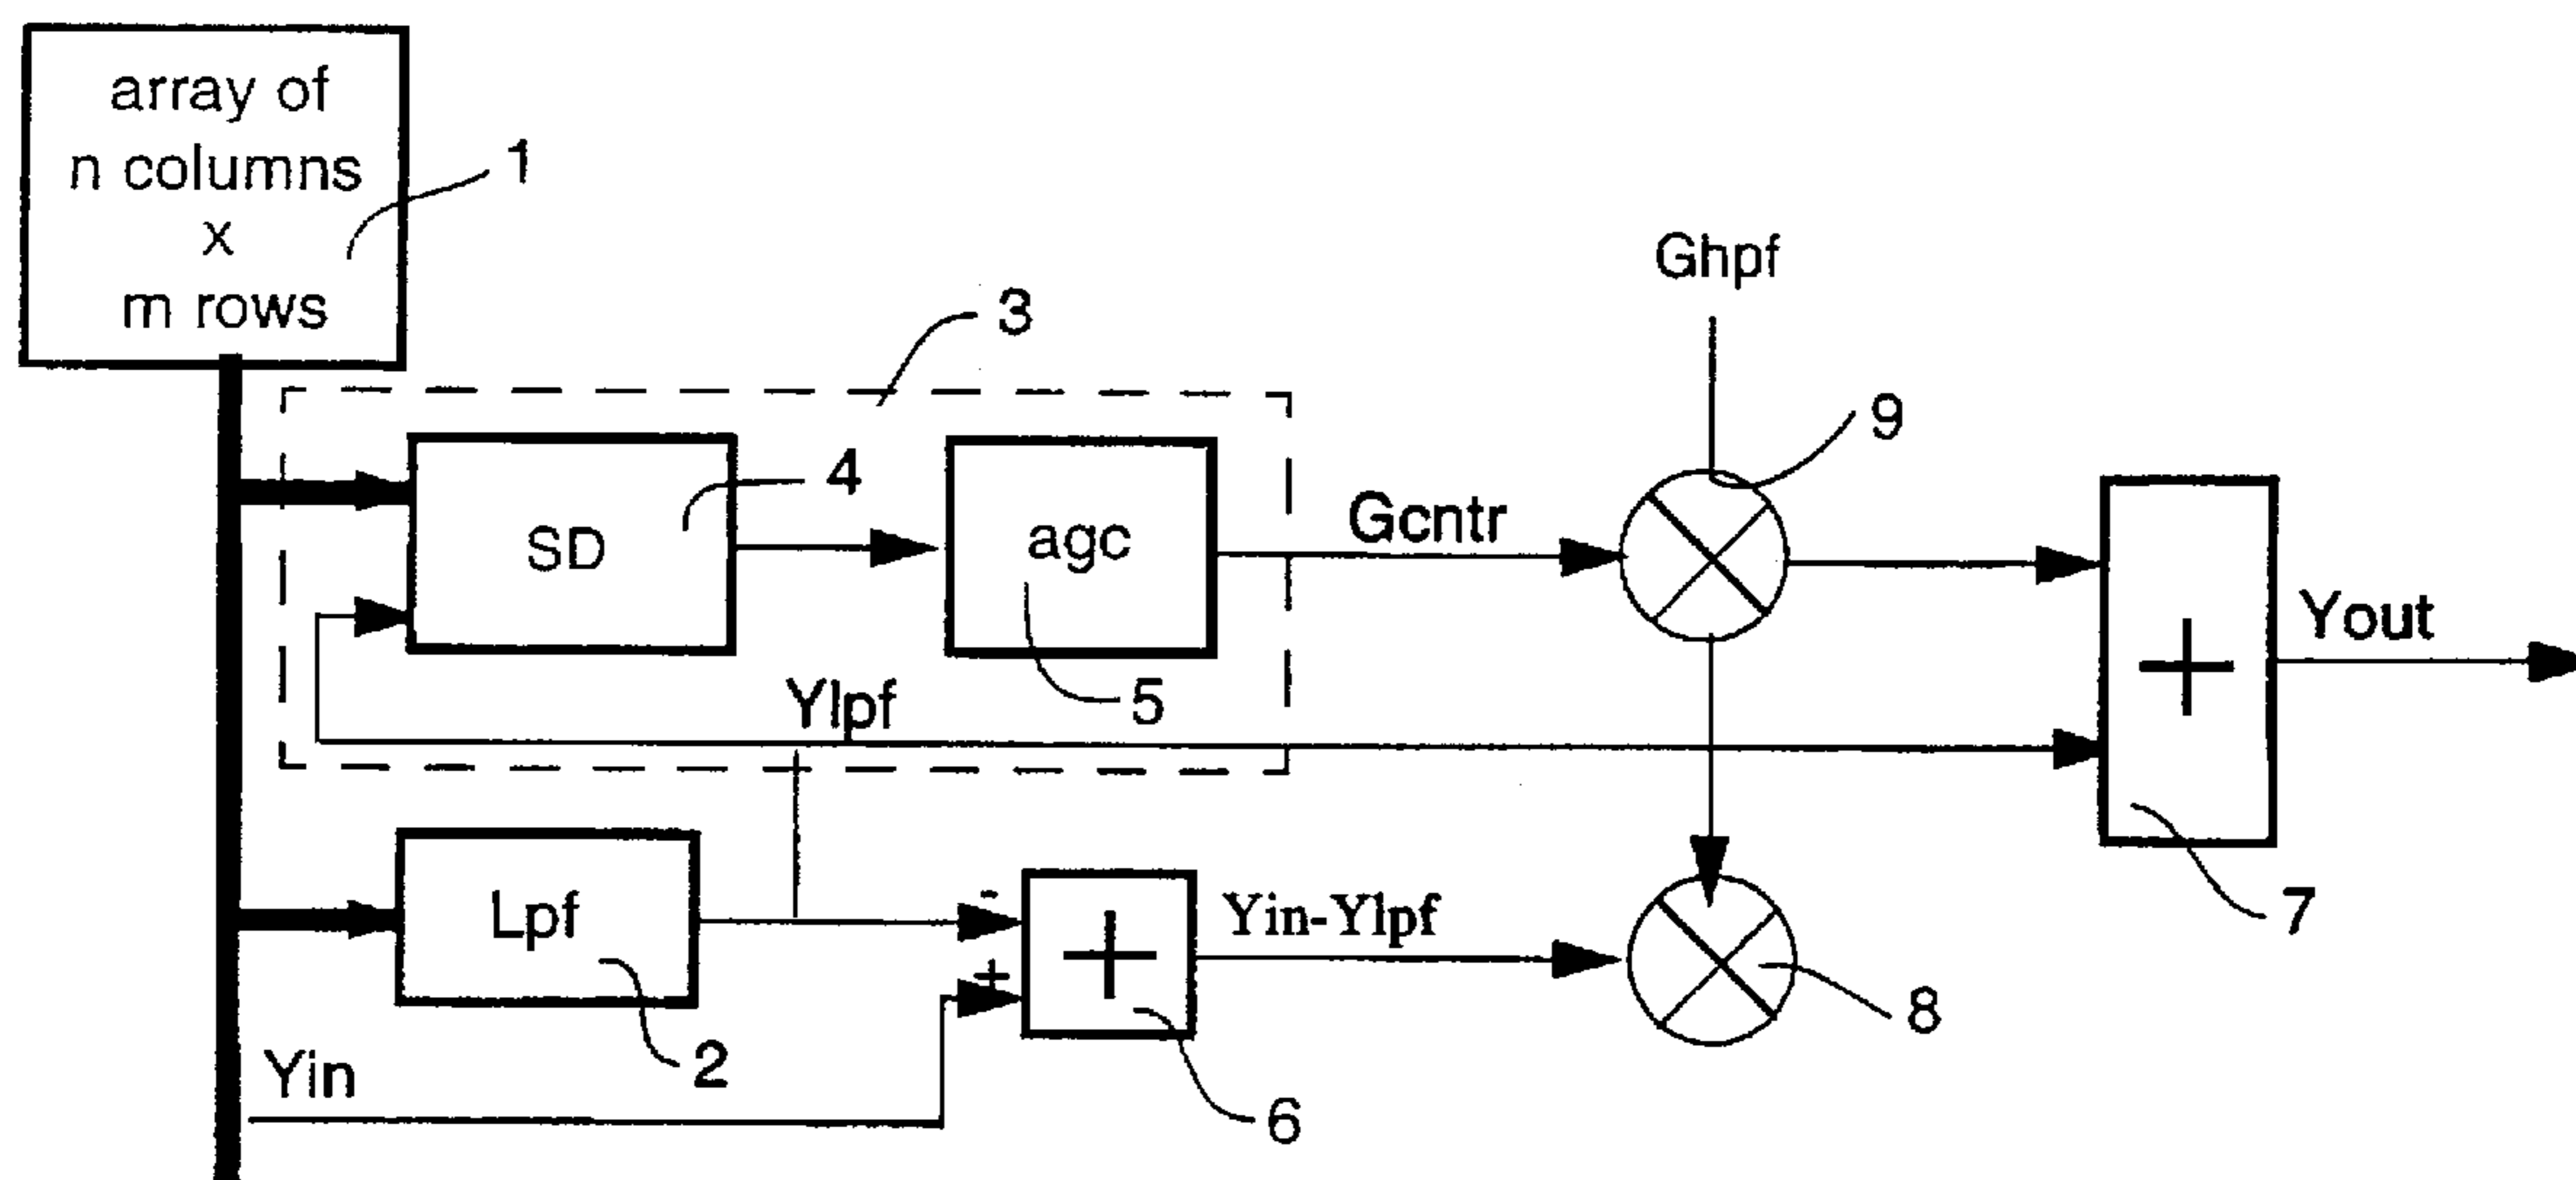 array of
n columns
x
m rows
1
3
Ghpf
9
4
SD
agc
Gcntr
5
Ylpf
+
Yout
7
Lpf
2
-
+
+
6
Yin-Ylpf
8
Yin